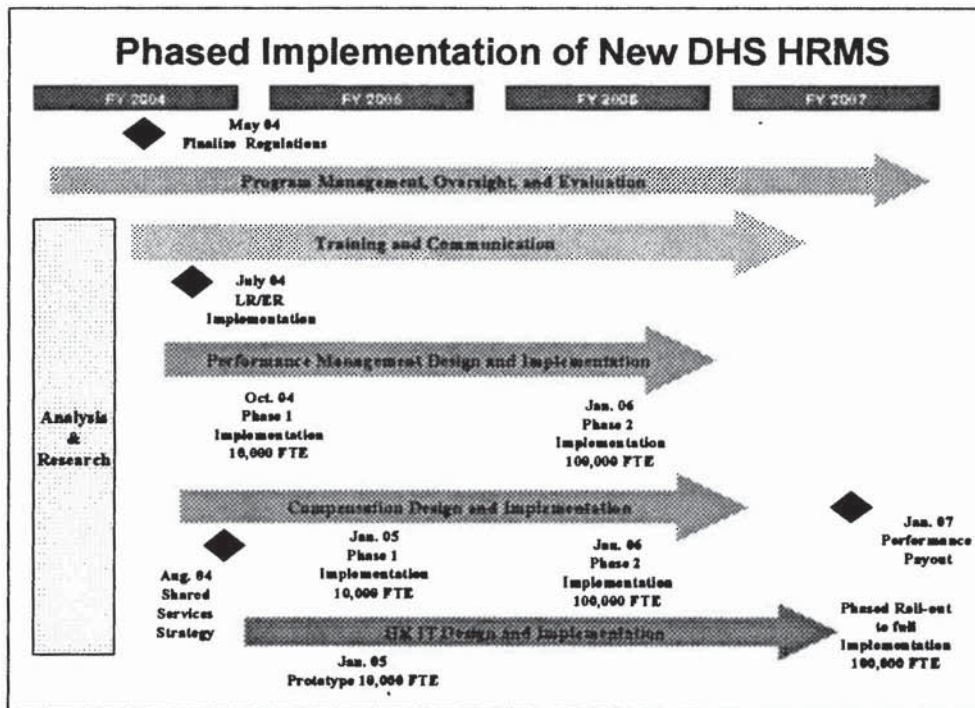 Phased Implementation of New DHS HRMS
FY 2004
FY 2005
FY 2006
FY 2007
May 04
Finalize Regulations
Program Management, Oversight, and Evaluation
Training and Communication
July 04
LR/ER
Implementation
Performance Management Design and Implementation
Analysis
&
Research
Oct. 04
Phase 1
Implementation
10,000 FTE
Jan. 06
Phase 2
Implementation
100,000 FTE
Compensation Design and Implementation
Jan. 07
Performance
Payout
Aug. 04
Shared
Services
Strategy
Jan. 05
Phase 1
Implementation
10,000 FTE
Jan. 06
Phase 2
Implementation
100,000 FTE
HR IT Design and Implementation
Phased Roll-out
to full
Implementation
100,000 FTE
Jan. 05
Prototype 10,000 FTE